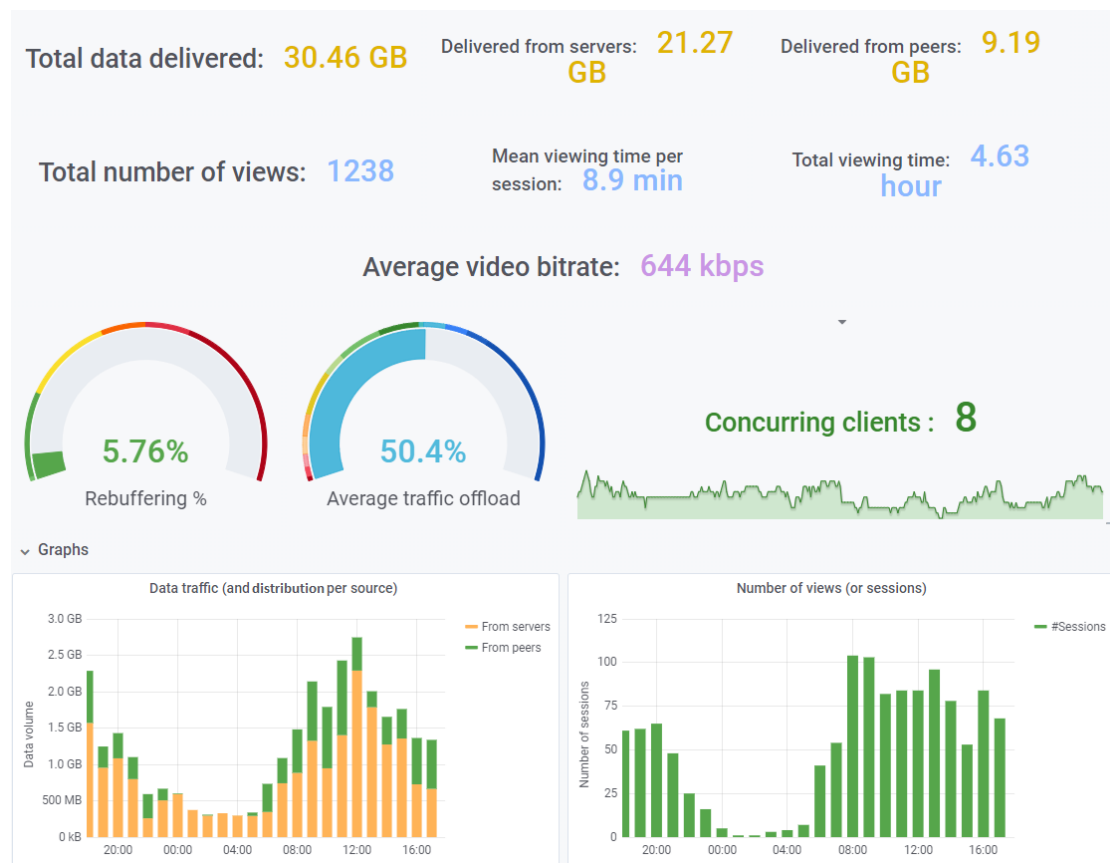 Total data delivered: 30.46 GB
Delivered from servers: 21.27
GB
Delivered from peers: 9.19
GB
Total number of views: 1238
Mean viewing time per
session: 8.9 min
Total viewing time: 4.63
hour
Average video bitrate: 644 kbps
5.76%
Rebuffering %
50.4%
Average traffic offload
Concurring clients : 8
Graphs
Data traffic (and distribution per source)
3.0 GB
2.5 GB
2.0 GB
1.5 GB
1.0 GB
500 MB
0 kB
Data volume
20:00 00:00 04:00 08:00 12:00 16:00
From servers
From peers
Number of views (or sessions)
125
100
75
50
25
0
Number of sessions
20:00 00:00 04:00 08:00 12:00 16:00
#Sessions